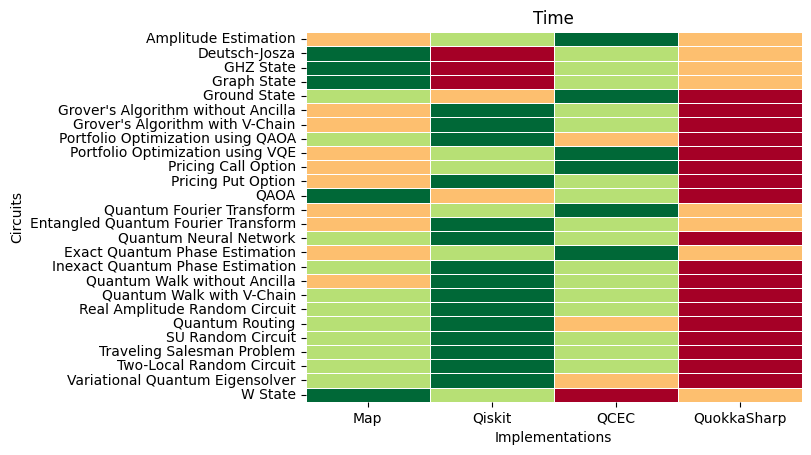 Time
Amplitude Estimation
Deutsch-Josza
GHZ State
Graph State
Ground State
Grover's Algorithm without Ancilla
Grover's Algorithm with V-Chain
Portfolio Optimization using QAOA
Portfolio Optimization using VQE
Pricing Call Option
Pricing Put Option
QAOA
Quantum Fourier Transform
Entangled Quantum Fourier Transform
Quantum Neural Network
Exact Quantum Phase Estimation
Inexact Quantum Phase Estimation
Quantum Walk without Ancilla
Quantum Walk with V-Chain
Real Amplitude Random Circuit
Quantum Routing
SU Random Circuit
Traveling Salesman Problem
Two-Local Random Circuit
Variational Quantum Eigensolver
W State
Circuits
Map Qiskit QCEC QuokkaSharp
Implementations